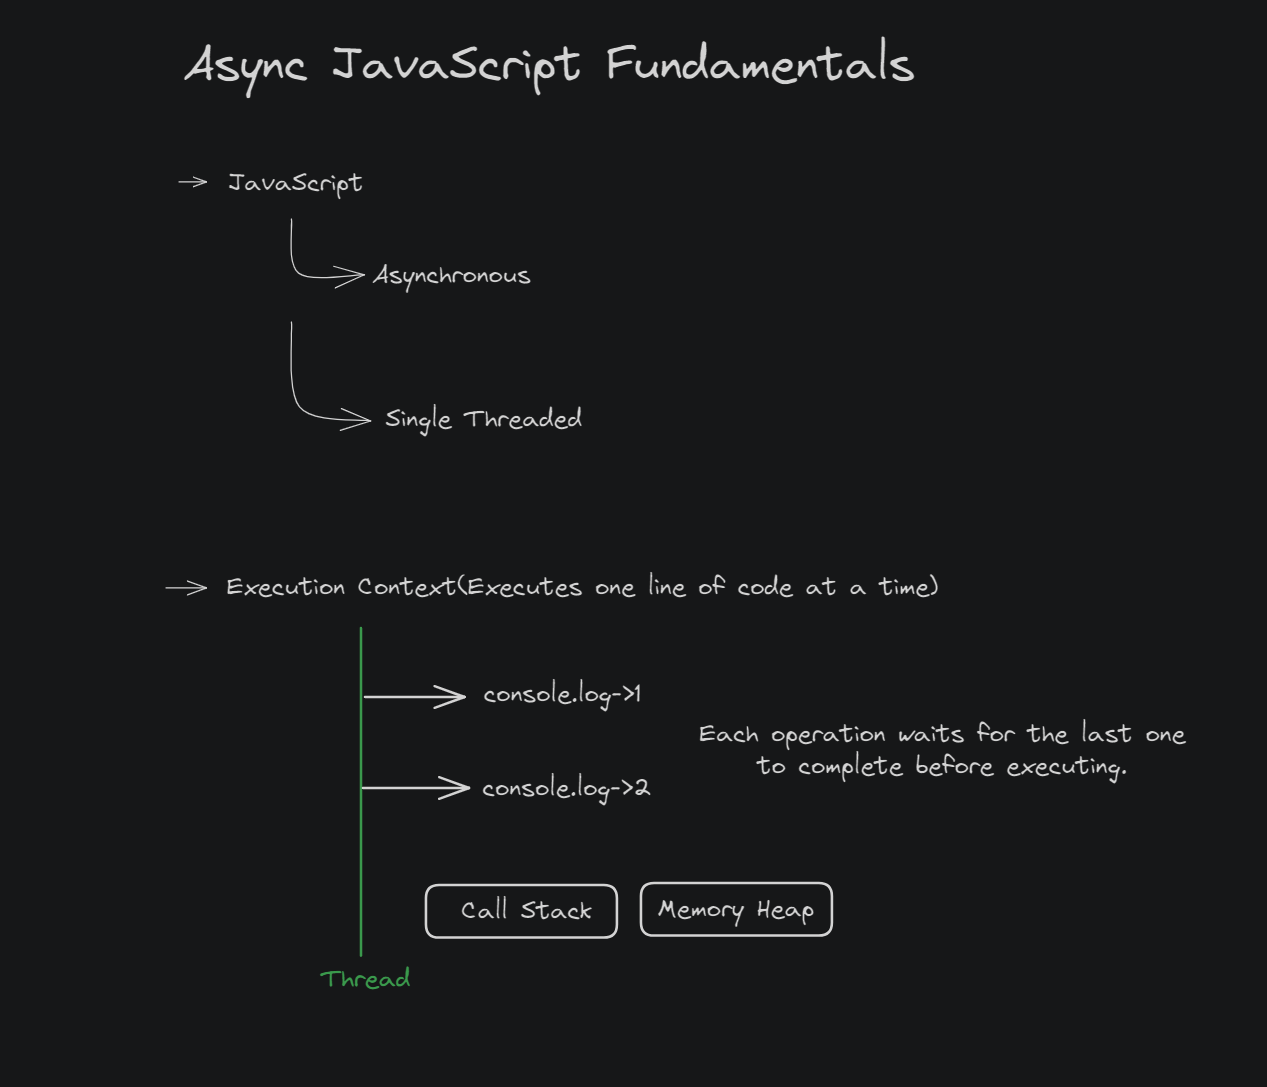 Async JavaScript Fundamentals
JavaScript
Asynchronous
Single Threaded
Execution Context(Executes one line of code at a time)
console.log->1
Each operation waits for the last one
to complete before executing.
console.log->2
Call Stack
Memory Heap
Thread